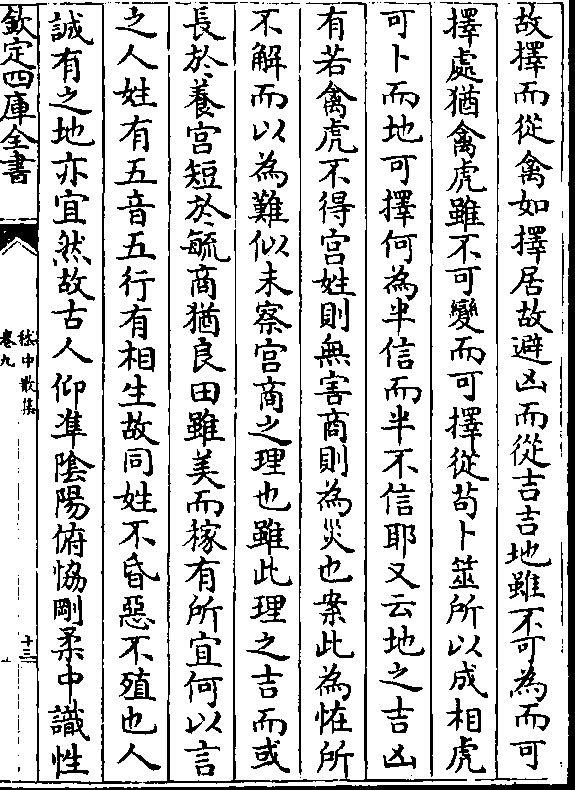 故擇而從禽如擇居故避凶而從吉吉地雖不可為而可
擇處猶禽虎雖不可變而可擇從苟卜筮所以成相虎
可卜而地可擇何為半信而半不信耶又云地之吉凶
有若禽虎不得宫姓則無害商則為災也案此為怪所
不解而以為難似未察宫商之理也雖此理之吉而或
長於養宫短於毓商猶良田雖美而稼有所宜何以言
之人姓有五音五行有相生故同姓不昏惡不殖也人
誠有之地亦宜然故古人仰凖陰陽俯恊剛柔中識性
欽定四庫全書
嵇中散集
卷九
十三